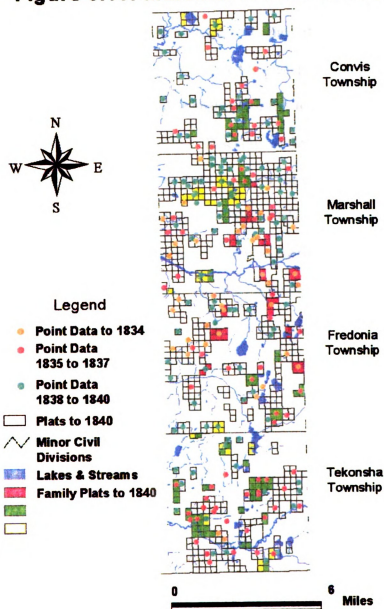 Figure
Convis
Township
N
W E
S
Marshall
Township
Legend
Point Data to 1834
Point Data
1835 to 1837
Point Data
1838 to 1840
Plats to 1840
Minor Civil
Divisions
Lakes & Streams
Family Plats to 1840
Fredonia
Township
Tekonsha
Township
0 6
Miles